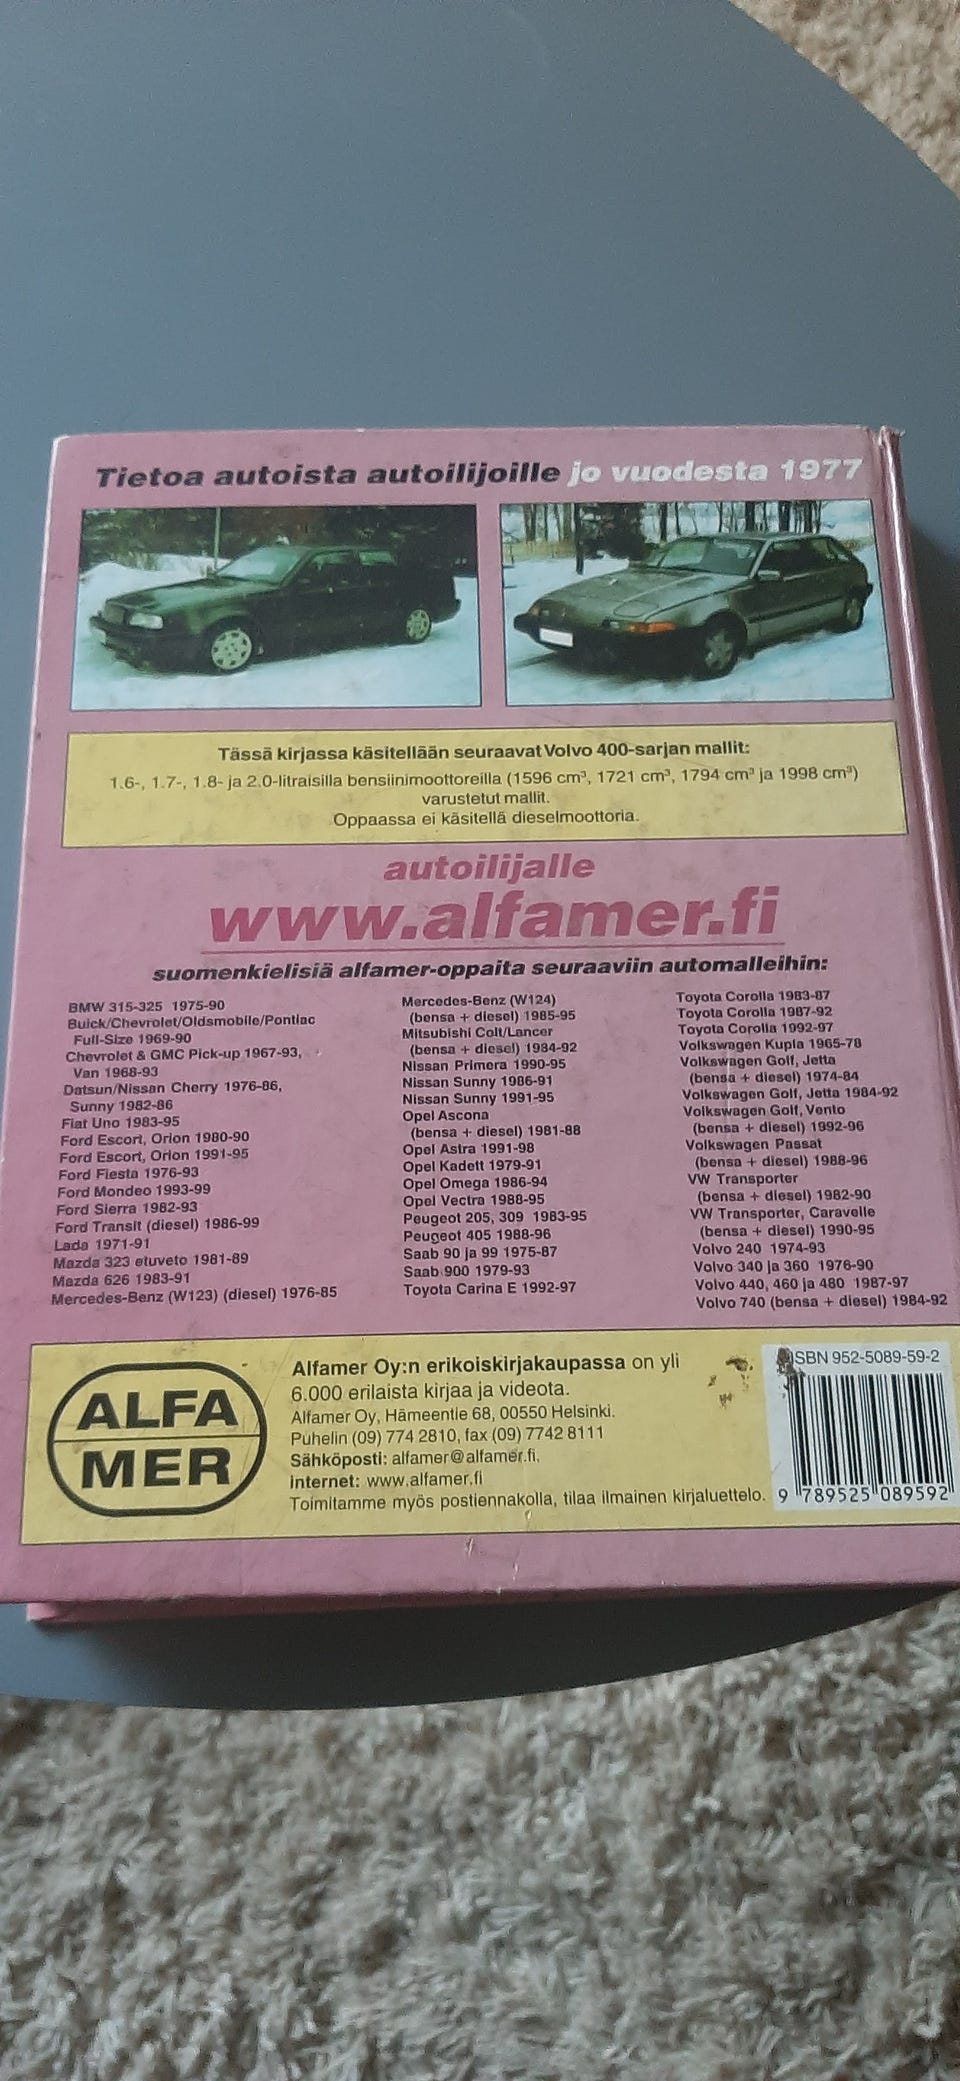 Tietoa autoista autoilijoille jo vuodesta 1977
Tässä kirjassa käsitellään seuraavat Volvo 400-sarjan mallit:
1.6-, 1.7-, 1.8- ja 2.0-litraisilla bensiinimoottoreilla (1596 cm³, 1721 cm³, 1794 cm³ ja 1998 cm³)
varustetut mallit.
Oppaassa ei käsitellä dieselmoottoria.
autoilijalle
www.alfamer.fi
suomenkielisiä alfamer-oppaita seuraaviin automalleihin:
BMW 315-325 1975-90
Buick/Chevrolet/Oldsmobile/Pontiac
Full-Size 1969-90
Chevrolet & GMC Pick-up 1967-93,
Van 1968-93
Datsun/Nissan Cherry 1976-86,
Sunny 1982-86
Fiat Uno 1983-95
Ford Escort, Orion 1980-90
Ford Escort, Orion 1991-95
Ford Fiesta 1976-93
Ford Mondeo 1993-99
Ford Sierra 1982-93
Ford Transit (diesel) 1986-99
Lada 1971-91
Mazda 323 etuveto 1981-89
Mazda 626 1983-91
Mercedes-Benz (W123) (diesel) 1976-85
Mercedes-Benz (W124)
(bensa + diesel) 1985-95
Mitsubishi Colt/Lancer
(bensa + diesel) 1984-92
Nissan Primera 1990-95
Nissan Sunny 1986-91
Nissan Sunny 1991-95
Opel Ascona
(bensa + diesel) 1981-88
Opel Astra 1991-98
Opel Kadett 1979-91
Opel Omega 1986-94
Opel Vectra 1988-95
Peugeot 205, 309 1983-95
Peugeot 405 1988-96
Saab 90 ja 99 1975-87
Saab 900 1979-93
Toyota Carina E 1992-97
Toyota Corolla 1983-87
Toyota Corolla 1987-92
Toyota Corolla 1992-97
Volkswagen Kupla 1965-78
Volkswagen Golf, Jetta
(bensa + diesel) 1974-84
Volkswagen Golf, Jetta 1984-92
Volkswagen Golf, Vento
(bensa + diesel) 1992-96
Volkswagen Passat
(bensa + diesel) 1988-96
VW Transporter
(bensa + diesel) 1982-90
VW Transporter, Caravelle
(bensa + diesel) 1990-95
Volvo 240 1974-93
Volvo 340 ja 360 1976-90
Volvo 440, 460 ja 480 1987-97
Volvo 740 (bensa + diesel) 1984-92
ALFA
MER
Alfamer Oy:n erikoiskirjakaupassa on yli
6.000 erilaista kirjaa ja videota.
Alfamer Oy, Hämeentie 68, 00550 Helsinki.
Puhelin (09) 774 2810, fax (09) 7742 8111
Sähköposti: alfamer@alfamer.fi.
internet: www.alfamer.fi
Toimitamme myös postiennakolla, tilaa ilmainen kirjaluettelo.
ISBN 952-5089-59-2
9 789525 089592